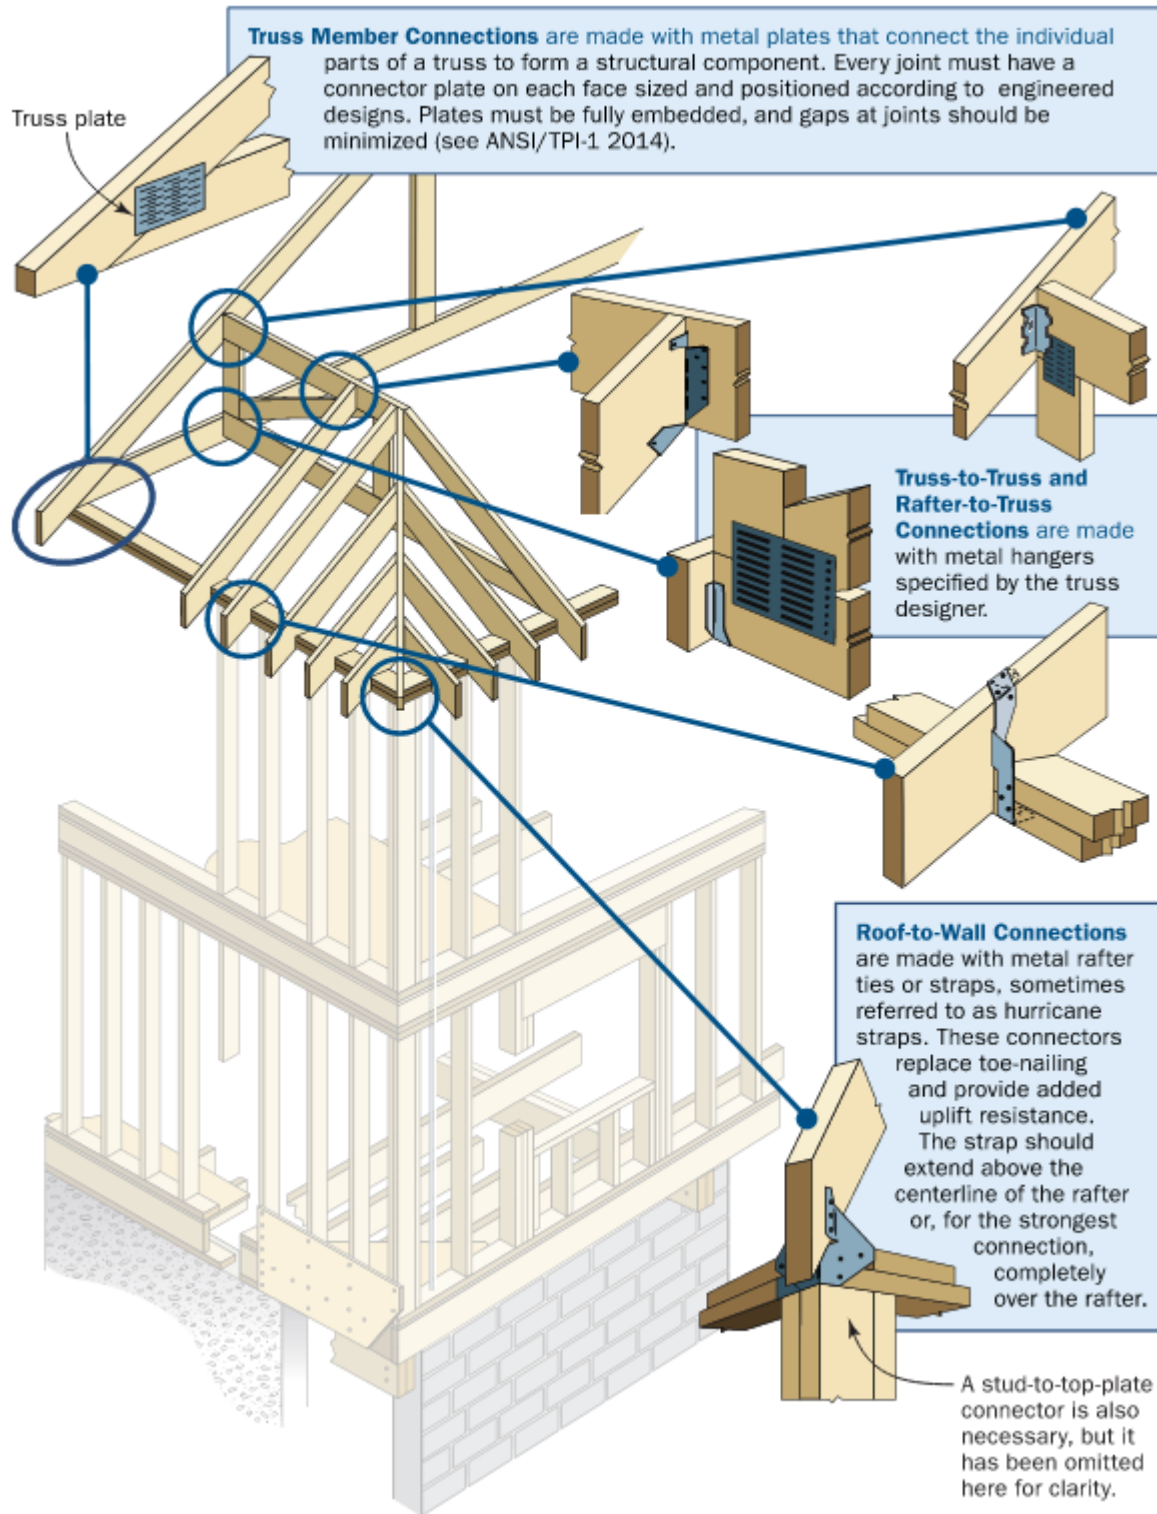 Truss Member Connections are made with metal plates that connect the individual
parts of a truss to form a structural component. Every joint must have a
connector plate on each face sized and positioned according to engineered
designs. Plates must be fully embedded, and gaps at joints should be
minimized (see ANSI/TPI-1 2014).
Truss plate
Truss-to-Truss and
Rafter-to-Truss
Connections are made
with metal hangers
specified by the truss
designer.
Roof-to-Wall Connections
are made with metal rafter
ties or straps, sometimes
referred to as hurricane
straps. These connectors
replace toe-nailing
and provide added
uplift resistance.
The strap should
extend above the
centerline of the rafter
or, for the strongest
connection,
completely
over the rafter.
A stud-to-top-plate
connector is also
necessary, but it
has been omitted
here for clarity.